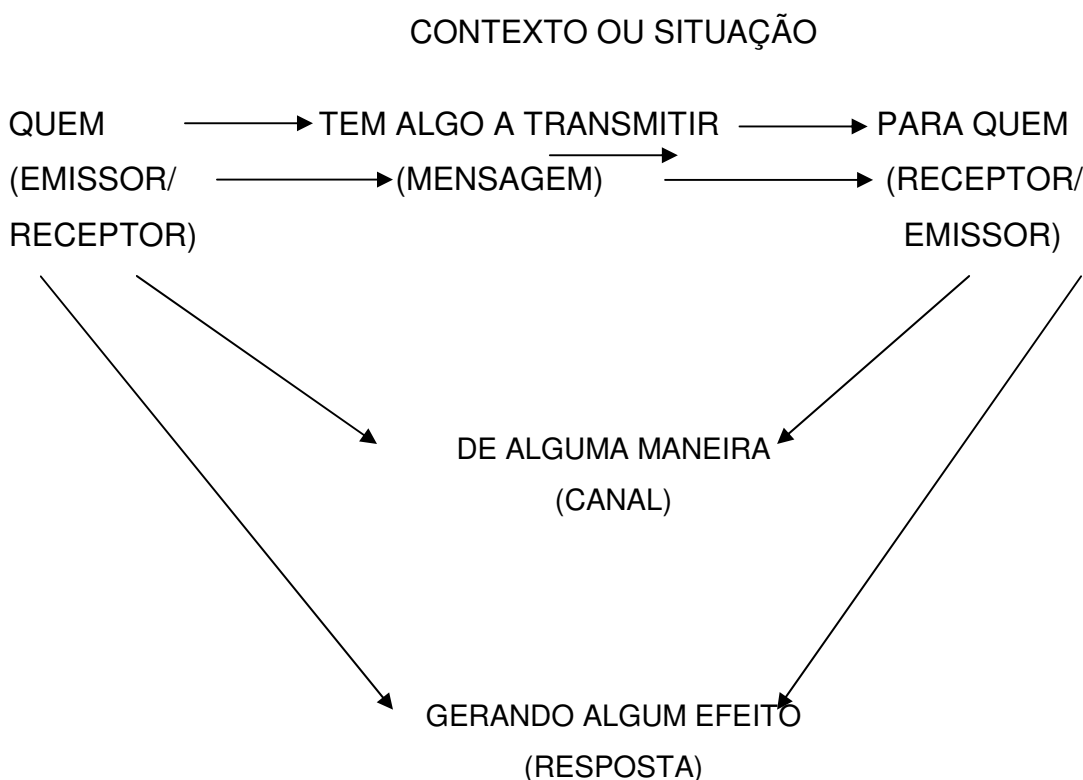 CONTEXTO OU SITUAÇÃO
QUEM TEM ALGO A TRANSMITIR PARA QUEM
(EMISSOR/ (MENSAGEM) (RECEPTOR/
RECEPTOR) EMISSOR)
DE ALGUMA MANEIRA
(CANAL)
GERANDO ALGUM EFEITO
(RESPOSTA)